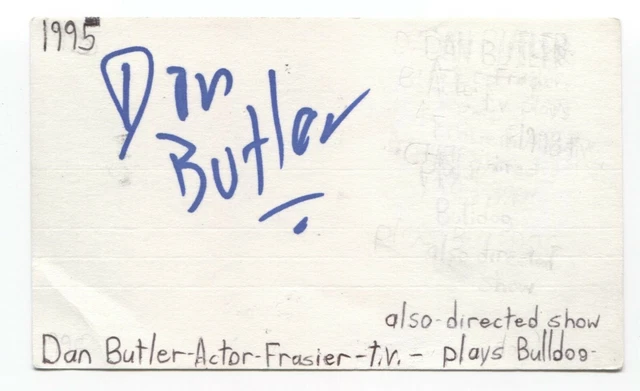 1995
Dan
Butler
also-directed show
Dan Butler-Actor-Frasier-t.v. - plays Bulldog-